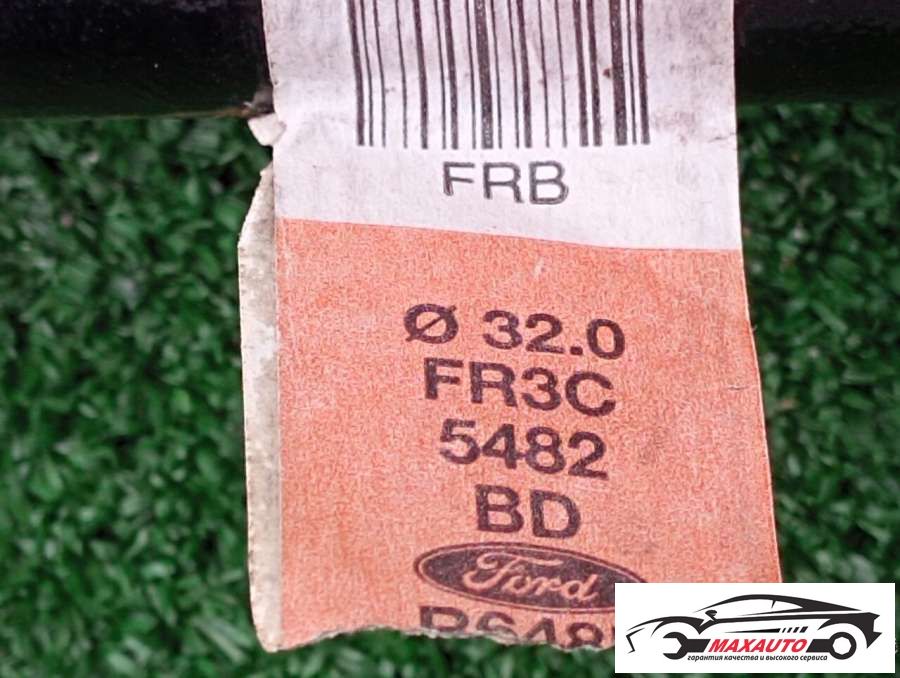 FRB
Ø 32.0
FR3C
5482
BD
Ford
MAXAUTO
гарантия качества и высокого сервиса